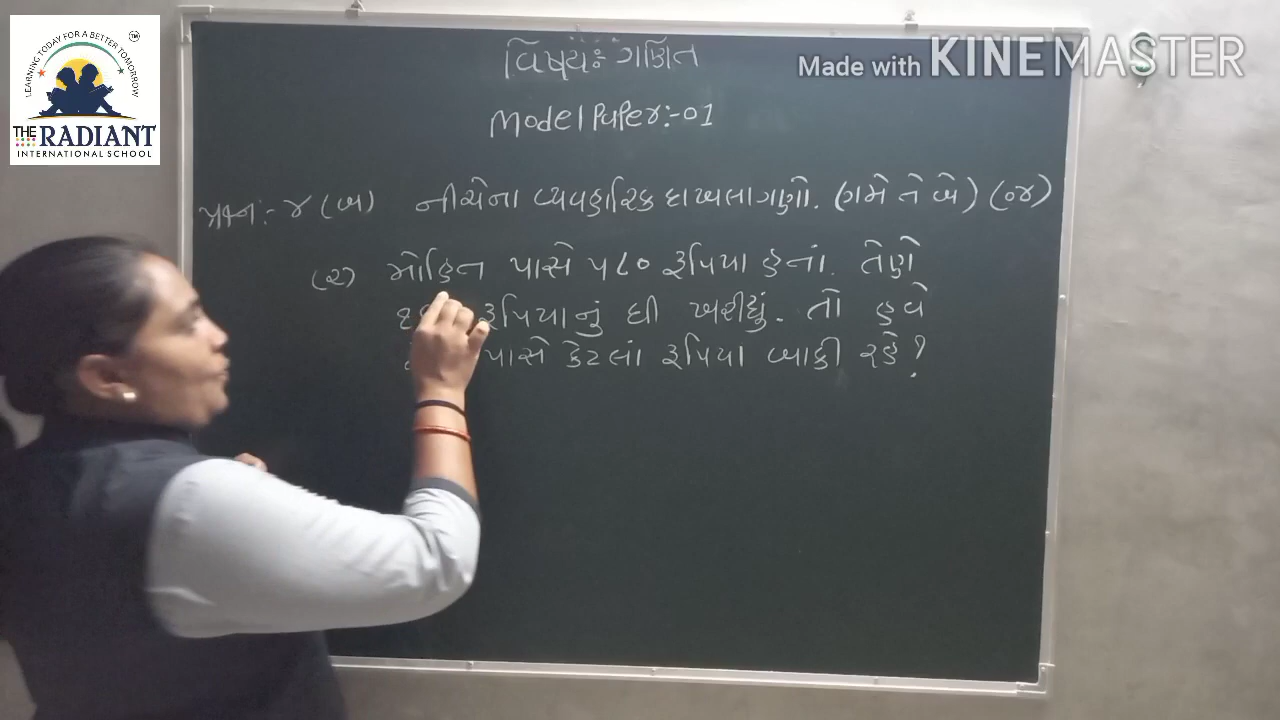 LEARNING TODAY FOR A BETTER TOMORROW
TM
THE RADIANT
INTERNATIONAL SCHOOL
Made with KINEMASTER
વિષય: ગણિત
Model Paper:-01
પ્રશ્ન:- ૪ (બ) નીચેના વ્યવહારિક દાખલા ગણો. (ગમે તે બે) (૦૪)
(૨) મોહિત પાસે ૫૮૦ રૂપિયા હતાં. તેણે
રૂપિયાનું ઘી ખરીદ્યું. તો હવે
પાસે કેટલાં રૂપિયા બાકી રહે?